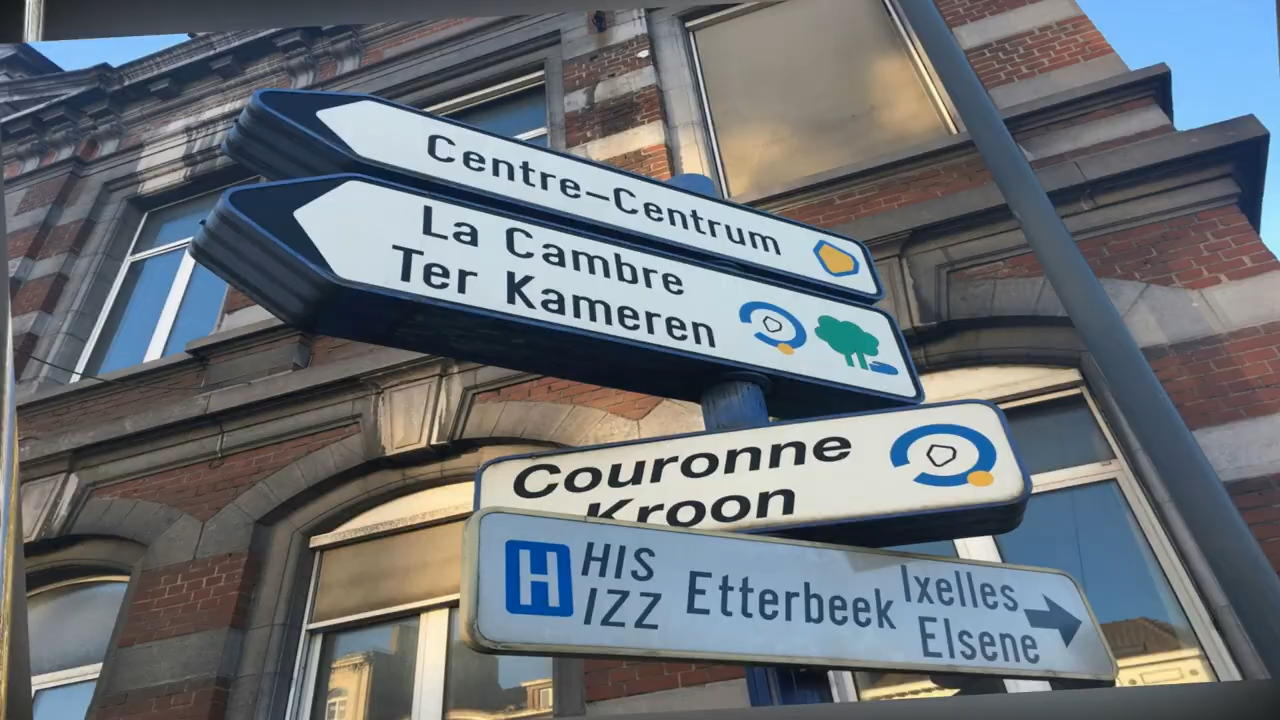 Centre-Centrum
La Cambre
Ter Kameren
Couronne
Kroon
H HIS IZZ Etterbeek Ixelles Elsene